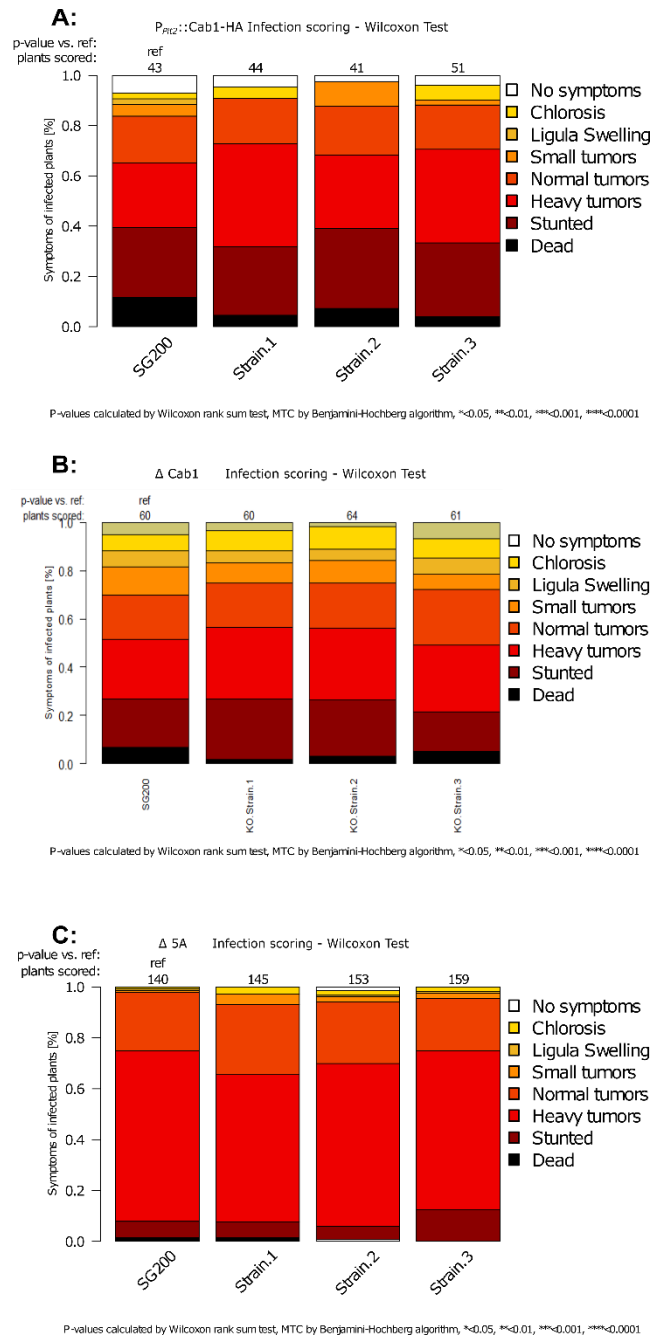 A:
P_Pit2::Cab1-HA Infection scoring - Wilcoxon Test
p-value vs. ref: ref
plants scored: 43 44 41 51
1.0
0.8
0.6
0.4
0.2
0.0
Symptoms of infected plants [%]
No symptoms
Chlorosis
Ligula Swelling
Small tumors
Normal tumors
Heavy tumors
Stunted
Dead
SG200 Strain.1 Strain.2 Strain.3
P-values calculated by Wilcoxon rank sum test, MTC by Benjamini-Hochberg algorithm, *<0.05, **<0.01, ***<0.001, ****<0.0001
B:
Δ Cab1 Infection scoring - Wilcoxon Test
p-value vs. ref: ref
plants scored: 60 60 64 61
1.0
0.8
0.6
0.4
0.2
0.0
Symptoms of infected plants [%]
No symptoms
Chlorosis
Ligula Swelling
Small tumors
Normal tumors
Heavy tumors
Stunted
Dead
SG200 KO.Strain.1 KO.Strain.2 KO.Strain.3
P-values calculated by Wilcoxon rank sum test, MTC by Benjamini-Hochberg algorithm, *<0.05, **<0.01, ***<0.001, ****<0.0001
C:
Δ 5A Infection scoring - Wilcoxon Test
p-value vs. ref: ref
plants scored: 140 145 153 159
1.0
0.8
0.6
0.4
0.2
0.0
Symptoms of infected plants [%]
No symptoms
Chlorosis
Ligula Swelling
Small tumors
Normal tumors
Heavy tumors
Stunted
Dead
SG200 Strain.1 Strain.2 Strain.3
P-values calculated by Wilcoxon rank sum test, MTC by Benjamini-Hochberg algorithm, *<0.05, **<0.01, ***<0.001, ****<0.0001